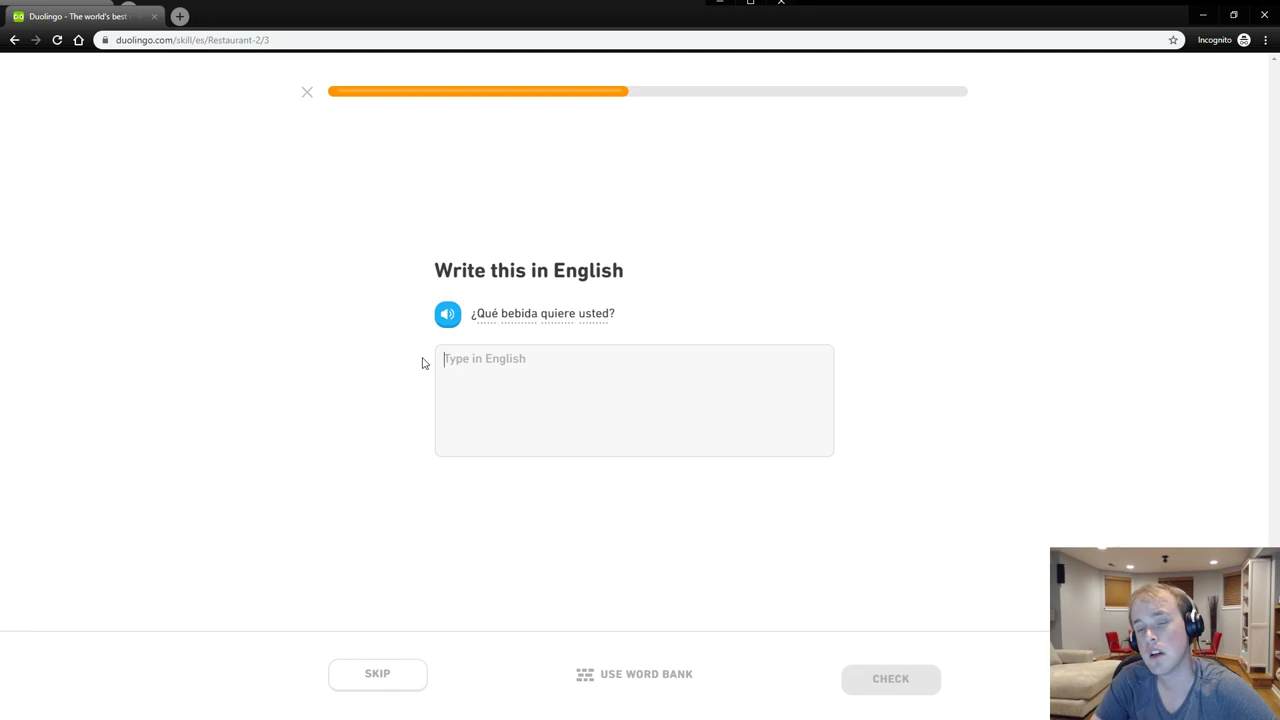 Duolingo - The world's best
duolingo.com/skill/es/Restaurant-2/3
Incognito
Write this in English
¿Qué bebida quiere usted?
Type in English
SKIP
USE WORD BANK
CHECK